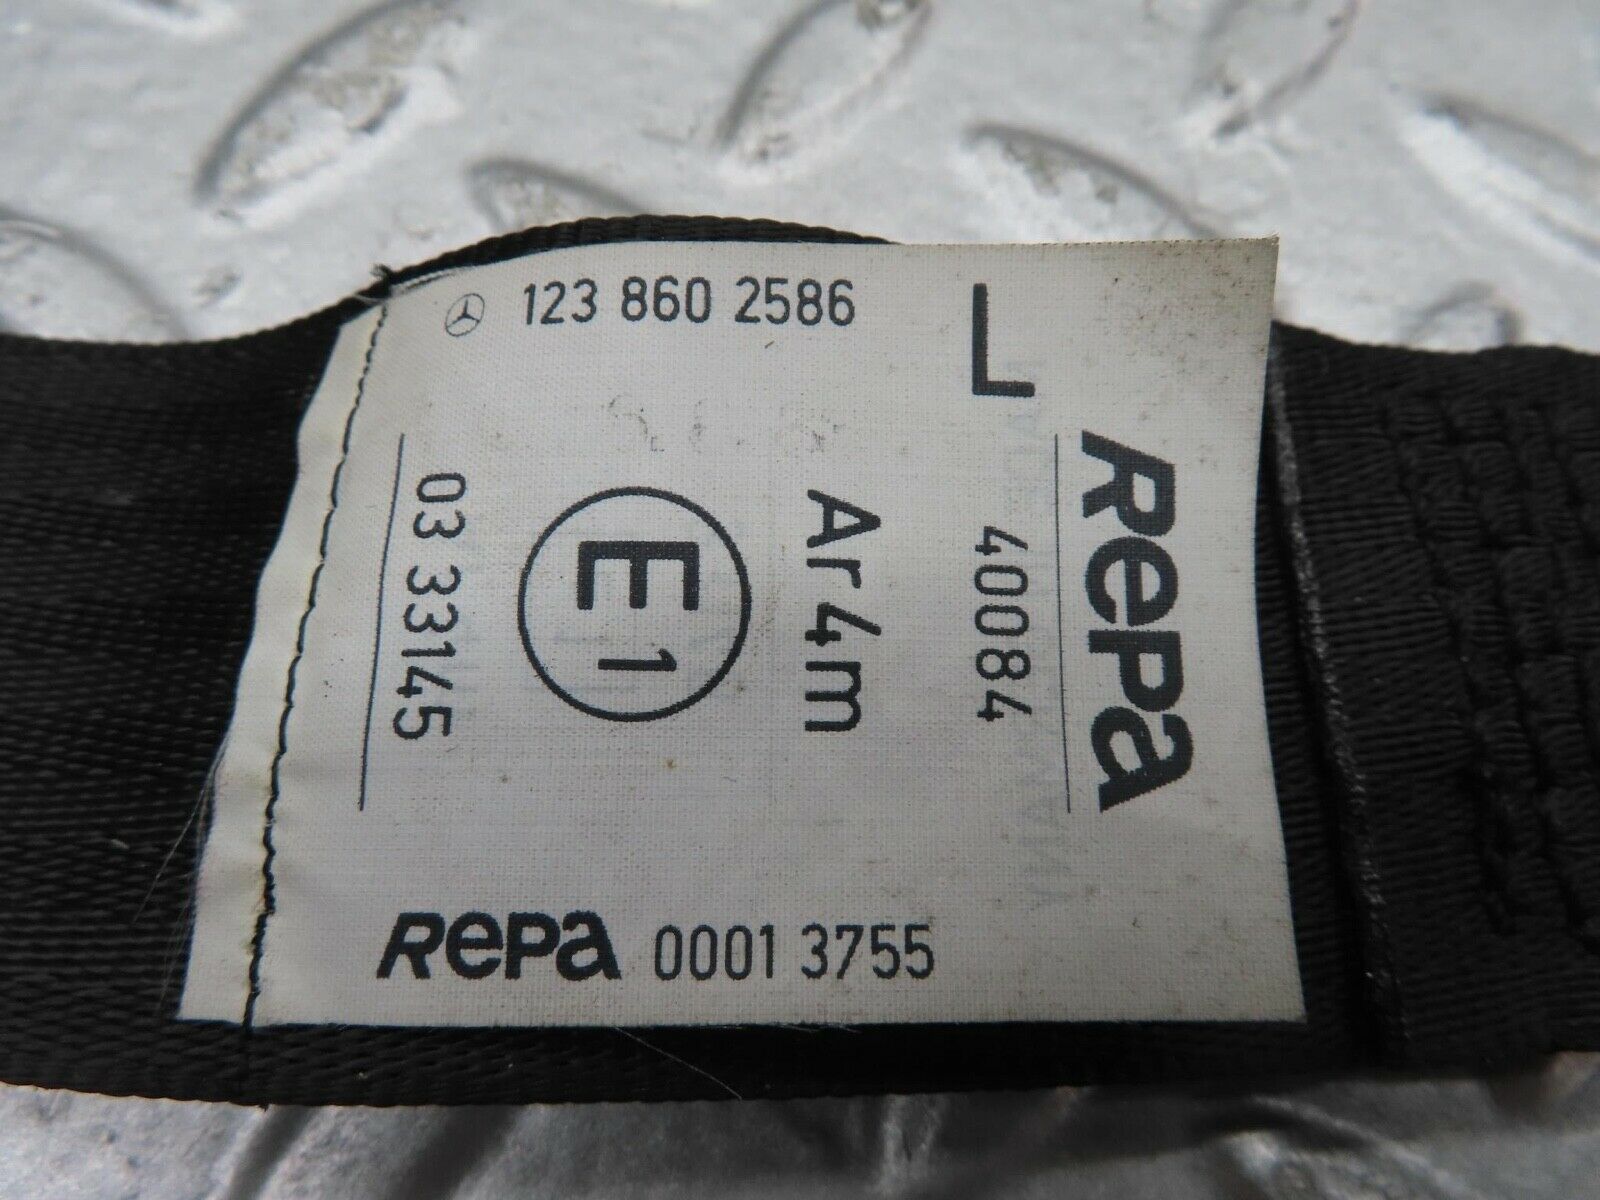 123 860 2586
L
RePa
40084
Ar4m
E1
03 33145
RePa 0001 3755